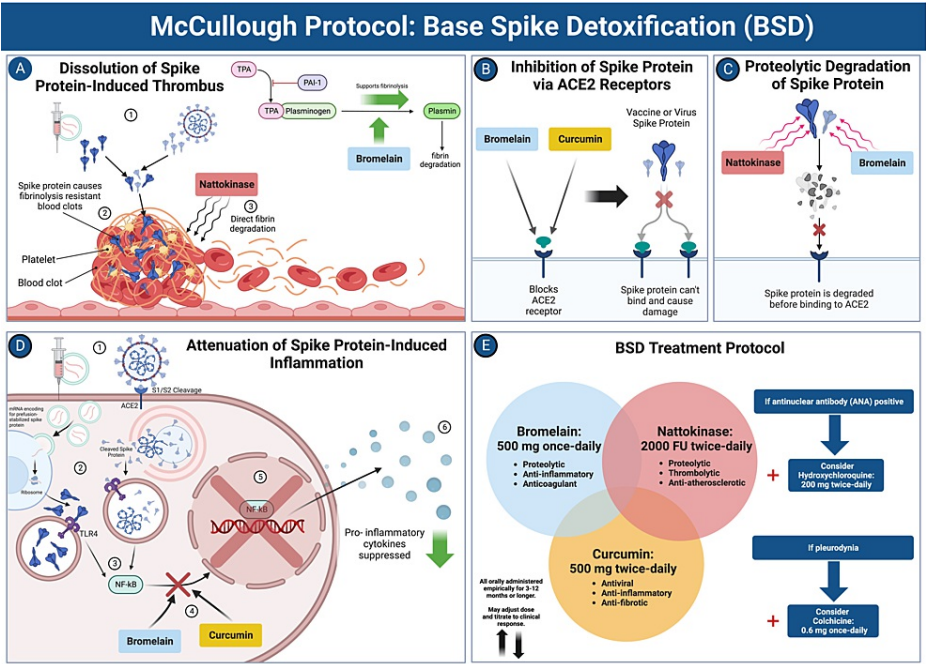 McCullough Protocol: Base Spike Detoxification (BSD)
A
Dissolution of Spike
Protein-Induced Thrombus
TPA
PAI-1
TPA
Plasminogen
Supports fibrinolysis
Plasmin
Bromelain
fibrin
degradation
1
Spike protein causes
fibrinolysis resistant
blood clots
2
Nattokinase
3
Direct fibrin
degradation
Platelet
Blood clot
B
Inhibition of Spike Protein
via ACE2 Receptors
Bromelain
Curcumin
Vaccine or Virus
Spike Protein
Blocks
ACE2
receptor
Spike protein can't
bind and cause
damage
C
Proteolytic Degradation
of Spike Protein
Nattokinase
Bromelain
Spike protein is degraded
before binding to ACE2
D
Attenuation of Spike Protein-Induced
Inflammation
1
S1/S2 Cleavage
ACE2
mRNA encoding
for prefusion-
stabilized spike
protein
Cleaved Spike
Protein
2
Ribosome
TLR4
3
NF-kB
4
Bromelain
Curcumin
5
NF-kB
6
Pro- inflammatory
cytokines
suppressed
E
BSD Treatment Protocol
Bromelain:
500 mg once-daily
• Proteolytic
• Anti-inflammatory
• Anticoagulant
Nattokinase:
2000 FU twice-daily
• Proteolytic
• Thrombolytic
• Anti-atherosclerotic
Curcumin:
500 mg twice-daily
• Antiviral
• Anti-inflammatory
• Anti-fibrotic
All orally administered
empirically for 3-12
months or longer.
May adjust dose
and titrate to clinical
response.
If antinuclear antibody (ANA) positive
+
Consider
Hydroxychloroquine:
200 mg twice-daily
If pleurodynia
+
Consider
Colchicine:
0.6 mg once-daily